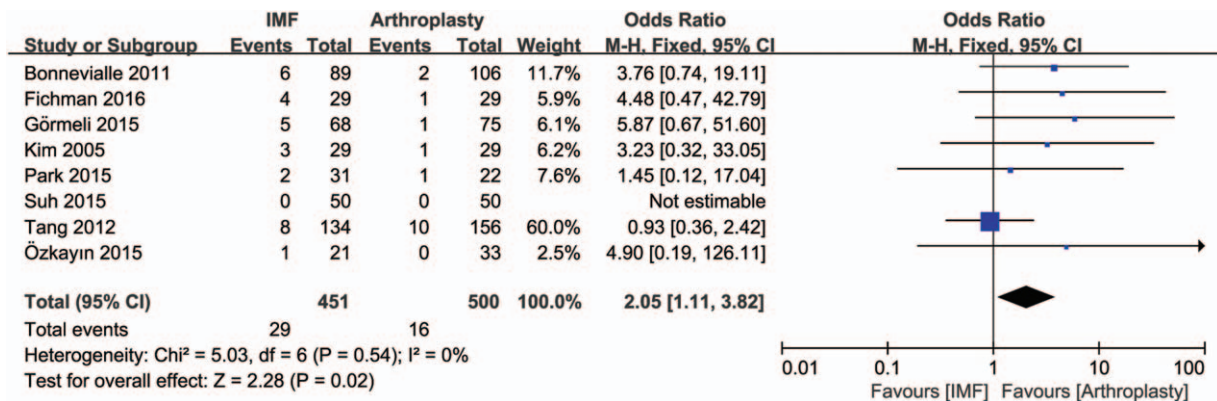 IMF Arthroplasty Odds Ratio Odds Ratio
Study or Subgroup Events Total Events Total Weight M-H, Fixed, 95% CI M-H, Fixed, 95% CI
Bonnevialle 2011 6 89 2 106 11.7% 3.76 [0.74, 19.11]
Fichman 2016 4 29 1 29 5.9% 4.48 [0.47, 42.79]
Görmeli 2015 5 68 1 75 6.1% 5.87 [0.67, 51.60]
Kim 2005 3 29 1 29 6.2% 3.23 [0.32, 33.05]
Park 2015 2 31 1 22 7.6% 1.45 [0.12, 17.04]
Suh 2015 0 50 0 50 Not estimable
Tang 2012 8 134 10 156 60.0% 0.93 [0.36, 2.42]
Özkayın 2015 1 21 0 33 2.5% 4.90 [0.19, 126.11]
Total (95% CI) 451 500 100.0% 2.05 [1.11, 3.82]
Total events 29 16
Heterogeneity: Chi² = 5.03, df = 6 (P = 0.54); I² = 0%
Test for overall effect: Z = 2.28 (P = 0.02)
0.01 0.1 1 10 100
Favours [IMF] Favours [Arthroplasty]